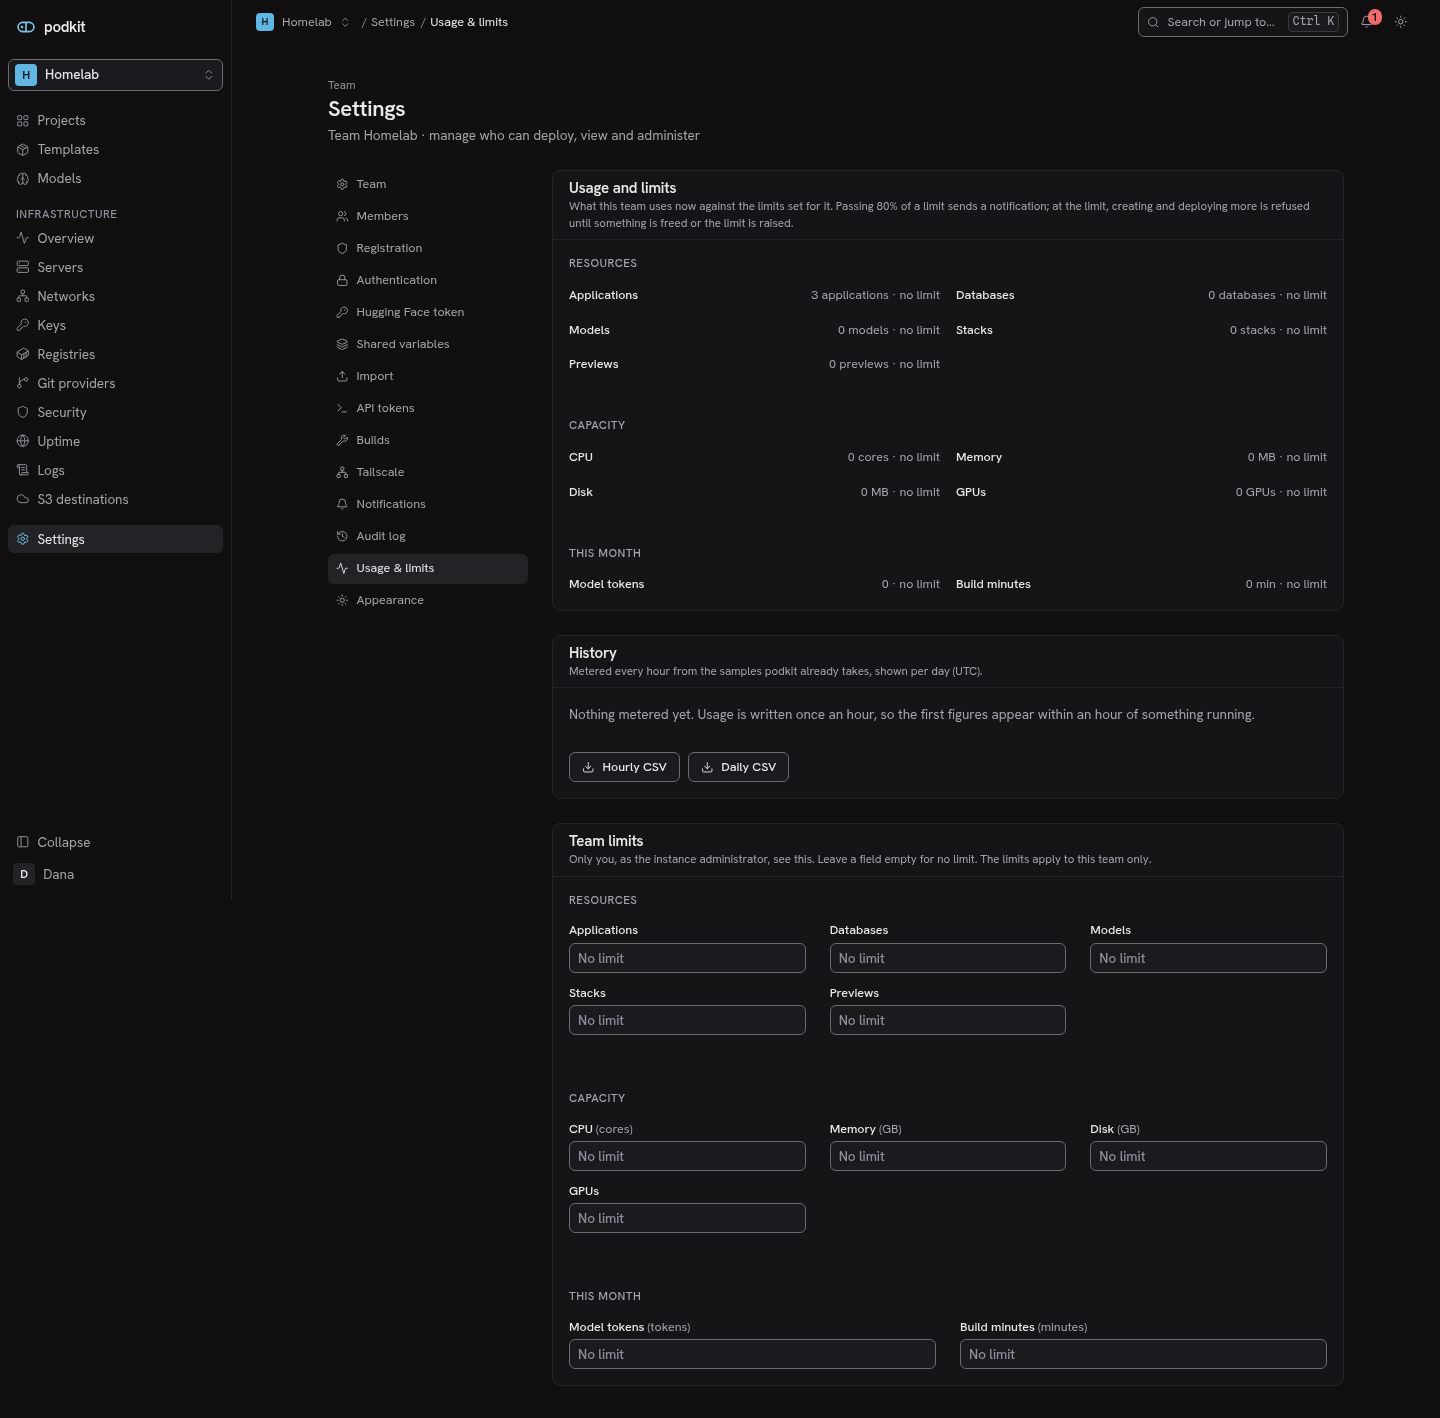 podkit
H Homelab
Projects
Templates
Models
INFRASTRUCTURE
Overview
Servers
Networks
Keys
Registries
Git providers
Security
Uptime
Logs
S3 destinations
Settings
Collapse
D Dana
H Homelab / Settings / Usage & limits
Search or jump to... Ctrl K
1
Team
Settings
Team Homelab · manage who can deploy, view and administer
Team
Members
Registration
Authentication
Hugging Face token
Shared variables
Import
API tokens
Builds
Tailscale
Notifications
Audit log
Usage & limits
Appearance
Usage and limits
What this team uses now against the limits set for it. Passing 80% of a limit sends a notification; at the limit, creating and deploying more is refused
until something is freed or the limit is raised.
RESOURCES
Applications 3 applications · no limit Databases 0 databases · no limit
Models 0 models · no limit Stacks 0 stacks · no limit
Previews 0 previews · no limit
CAPACITY
CPU 0 cores · no limit Memory 0 MB · no limit
Disk 0 MB · no limit GPUs 0 GPUs · no limit
THIS MONTH
Model tokens 0 · no limit Build minutes 0 min · no limit
History
Metered every hour from the samples podkit already takes, shown per day (UTC).
Nothing metered yet. Usage is written once an hour, so the first figures appear within an hour of something running.
Hourly CSV Daily CSV
Team limits
Only you, as the instance administrator, see this. Leave a field empty for no limit. The limits apply to this team only.
RESOURCES
Applications Databases Models
No limit No limit No limit
Stacks Previews
No limit No limit
CAPACITY
CPU (cores) Memory (GB) Disk (GB)
No limit No limit No limit
GPUs
No limit
THIS MONTH
Model tokens (tokens) Build minutes (minutes)
No limit No limit